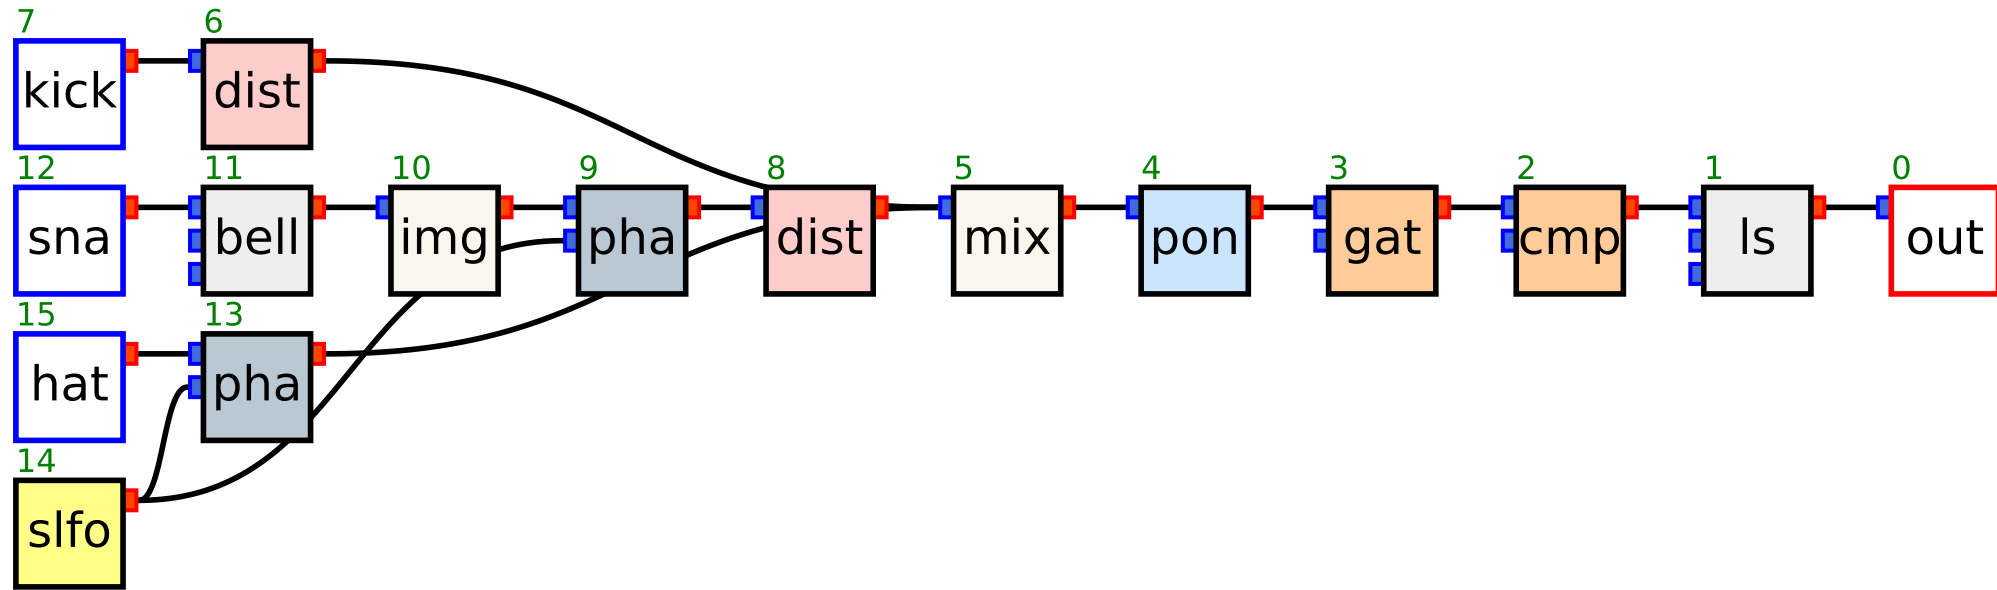 7 6
kick dist
12 11 10 9 8 5 4 3 2 1 0
sna bell img pha dist mix pon gat cmp ls out
15 13
hat pha
14
slfo